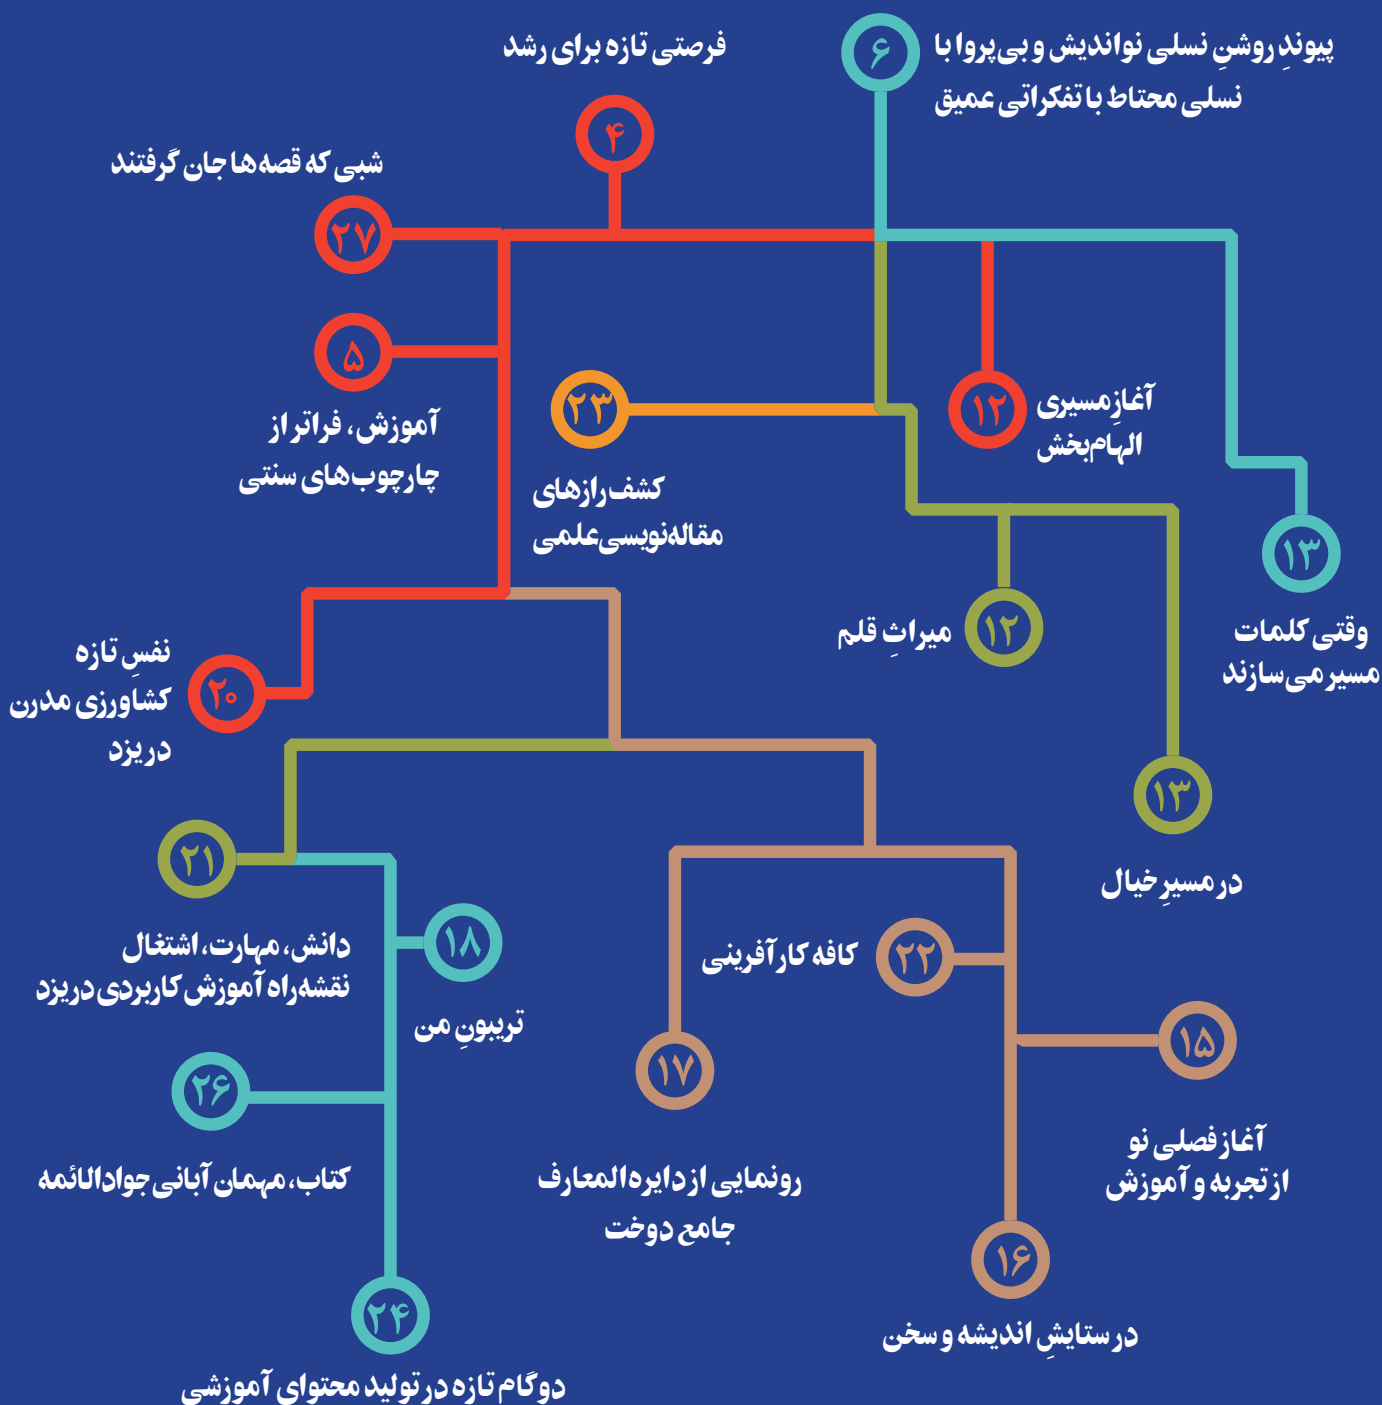 ۶
پیوندِ روشنِ نسلی نواندیش و بی‌پروا با
نسلی محتاط با تفکراتی عمیق
فرصتی تازه برای رشد
۴
شبی که قصه‌ها جان گرفتند
۲۷
۵
آموزش، فراتر از
چارچوب‌های سنتی
۲۳
کشف رازهای
مقاله‌نویسی علمی
۱۲
آغازِ مسیری
الهام‌بخش
۱۳
وقتی کلمات
مسیر می‌سازند
۱۲
میراثِ قلم
۲۰
نفسِ تازه
کشاورزی مدرن
در یزد
۱۳
در مسیرِ خیال
۲۱
دانش، مهارت، اشتغال
نقشه‌راه آموزش کاربردی در یزد
۱۸
تریبونِ من
۲۲
کافه کارآفرینی
۱۵
آغاز فصلی نو
از تجربه و آموزش
۱۷
رونمایی از دایره‌المعارف
جامع دوخت
۲۶
کتاب، مهمان آبانی جوادالائمه
۱۶
در ستایشِ اندیشه و سخن
۲۴
دو گام تازه در تولید محتوای آموزشی